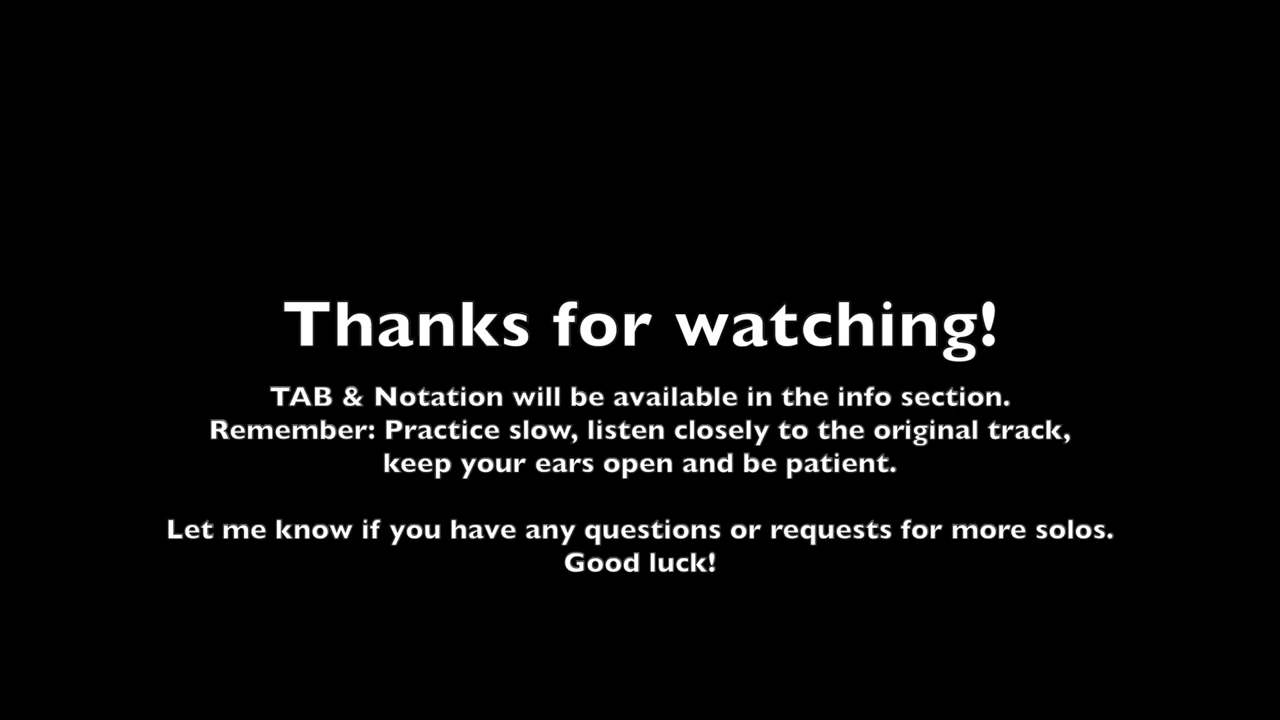 Thanks for watching!
TAB & Notation will be available in the info section.
Remember: Practice slow, listen closely to the original track,
keep your ears open and be patient.
Let me know if you have any questions or requests for more solos.
Good luck!